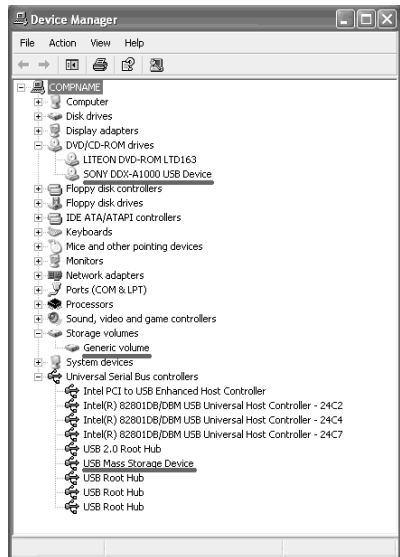 Device Manager
File Action View Help
COMPNAME
Computer
Disk drives
Display adapters
DVD/CD-ROM drives
LITEON DVD-ROM LTD163
SONY DDX-A1000 USB Device
Floppy disk controllers
Floppy disk drives
IDE ATA/ATAPI controllers
Keyboards
Mice and other pointing devices
Monitors
Network adapters
Ports (COM & LPT)
Processors
Sound, video and game controllers
Storage volumes
Generic volume
System devices
Universal Serial Bus controllers
Intel PCI to USB Enhanced Host Controller
Intel(R) 82801DB/DBM USB Universal Host Controller - 24C2
Intel(R) 82801DB/DBM USB Universal Host Controller - 24C4
Intel(R) 82801DB/DBM USB Universal Host Controller - 24C7
USB 2.0 Root Hub
USB Mass Storage Device
USB Root Hub
USB Root Hub
USB Root Hub